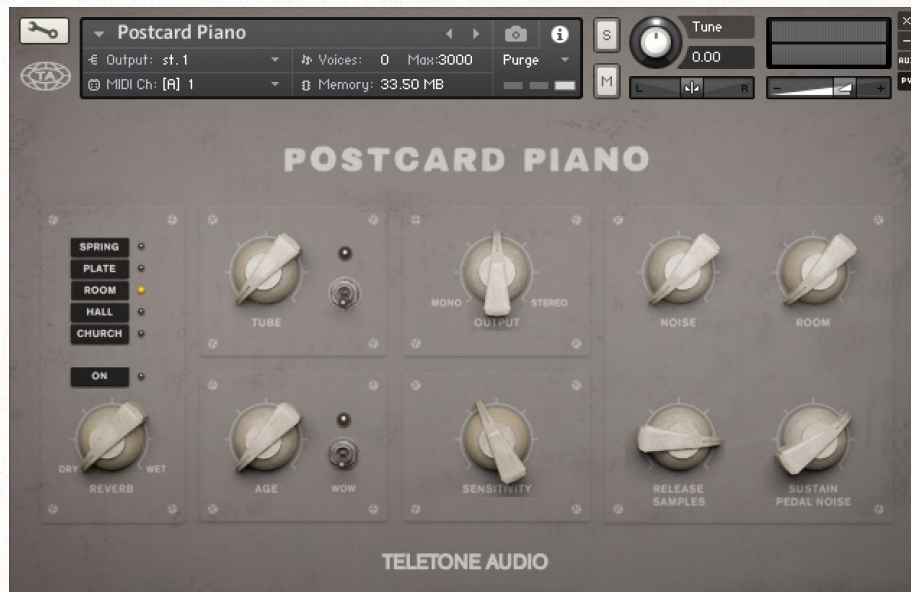 Postcard Piano
Output: st.1
Voices: 0 Max:3000
Purge
MIDI Ch: [A] 1
Memory: 33.50 MB
S
M
Tune
0.00
L
R
AUX
PV
TA
POSTCARD PIANO
SPRING
PLATE
ROOM
HALL
CHURCH
ON
DRY
WET
REVERB
TUBE
AGE
WOW
MONO
STEREO
OUTPUT
SENSITIVITY
NOISE
ROOM
RELEASE
SAMPLES
SUSTAIN
PEDAL NOISE
TELETONE AUDIO